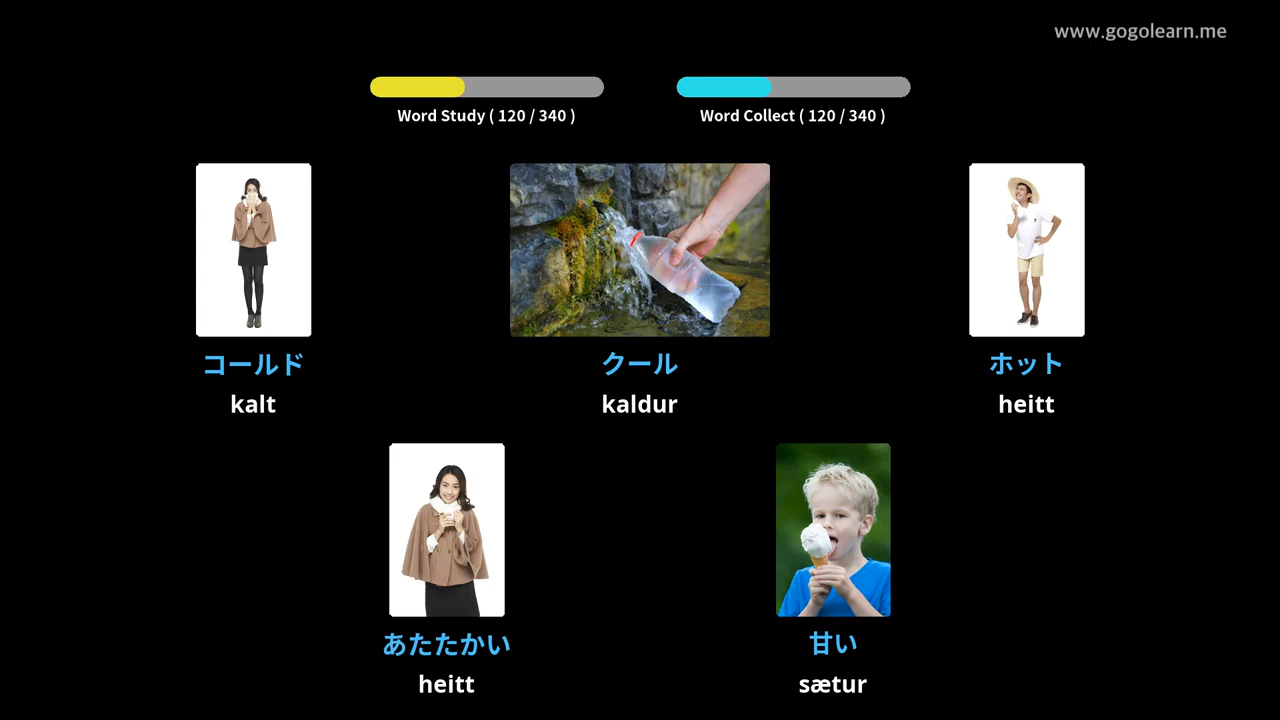 www.gogolearn.me
Word Study ( 120 / 340 )
Word Collect ( 120 / 340 )
コールド
kalt
クール
kaldur
ホット
heitt
あたたかい
heitt
甘い
sætur